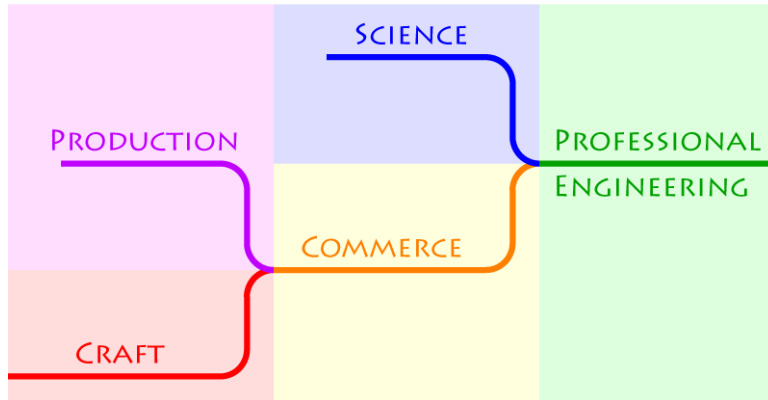 SCIENCE
PRODUCTION
PROFESSIONAL
ENGINEERING
COMMERCE
CRAFT